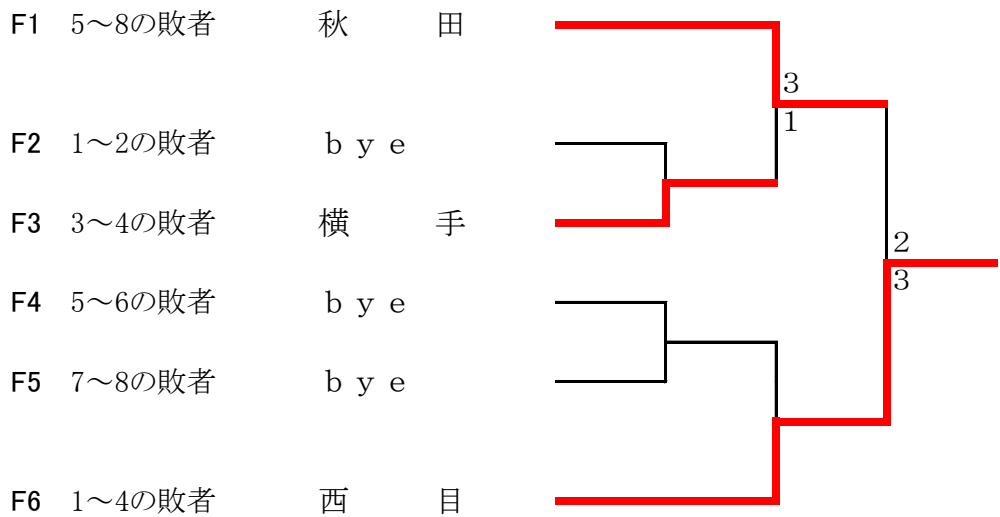 F1 5～8の敗者 秋 田
3
1
F2 1～2の敗者 ｂｙｅ
F3 3～4の敗者 横 手
2
3
F4 5～6の敗者 ｂｙｅ
F5 7～8の敗者 ｂｙｅ
F6 1～4の敗者 西 目